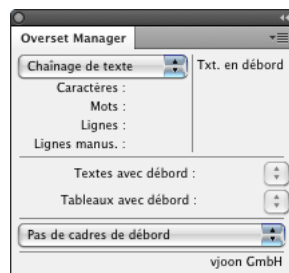 Overset Manager
Chaînage de texte
Txt. en débord
Caractères :
Mots :
Lignes :
Lignes manus. :
Textes avec débord :
Tableaux avec débord :
Pas de cadres de débord
vjoon GmbH